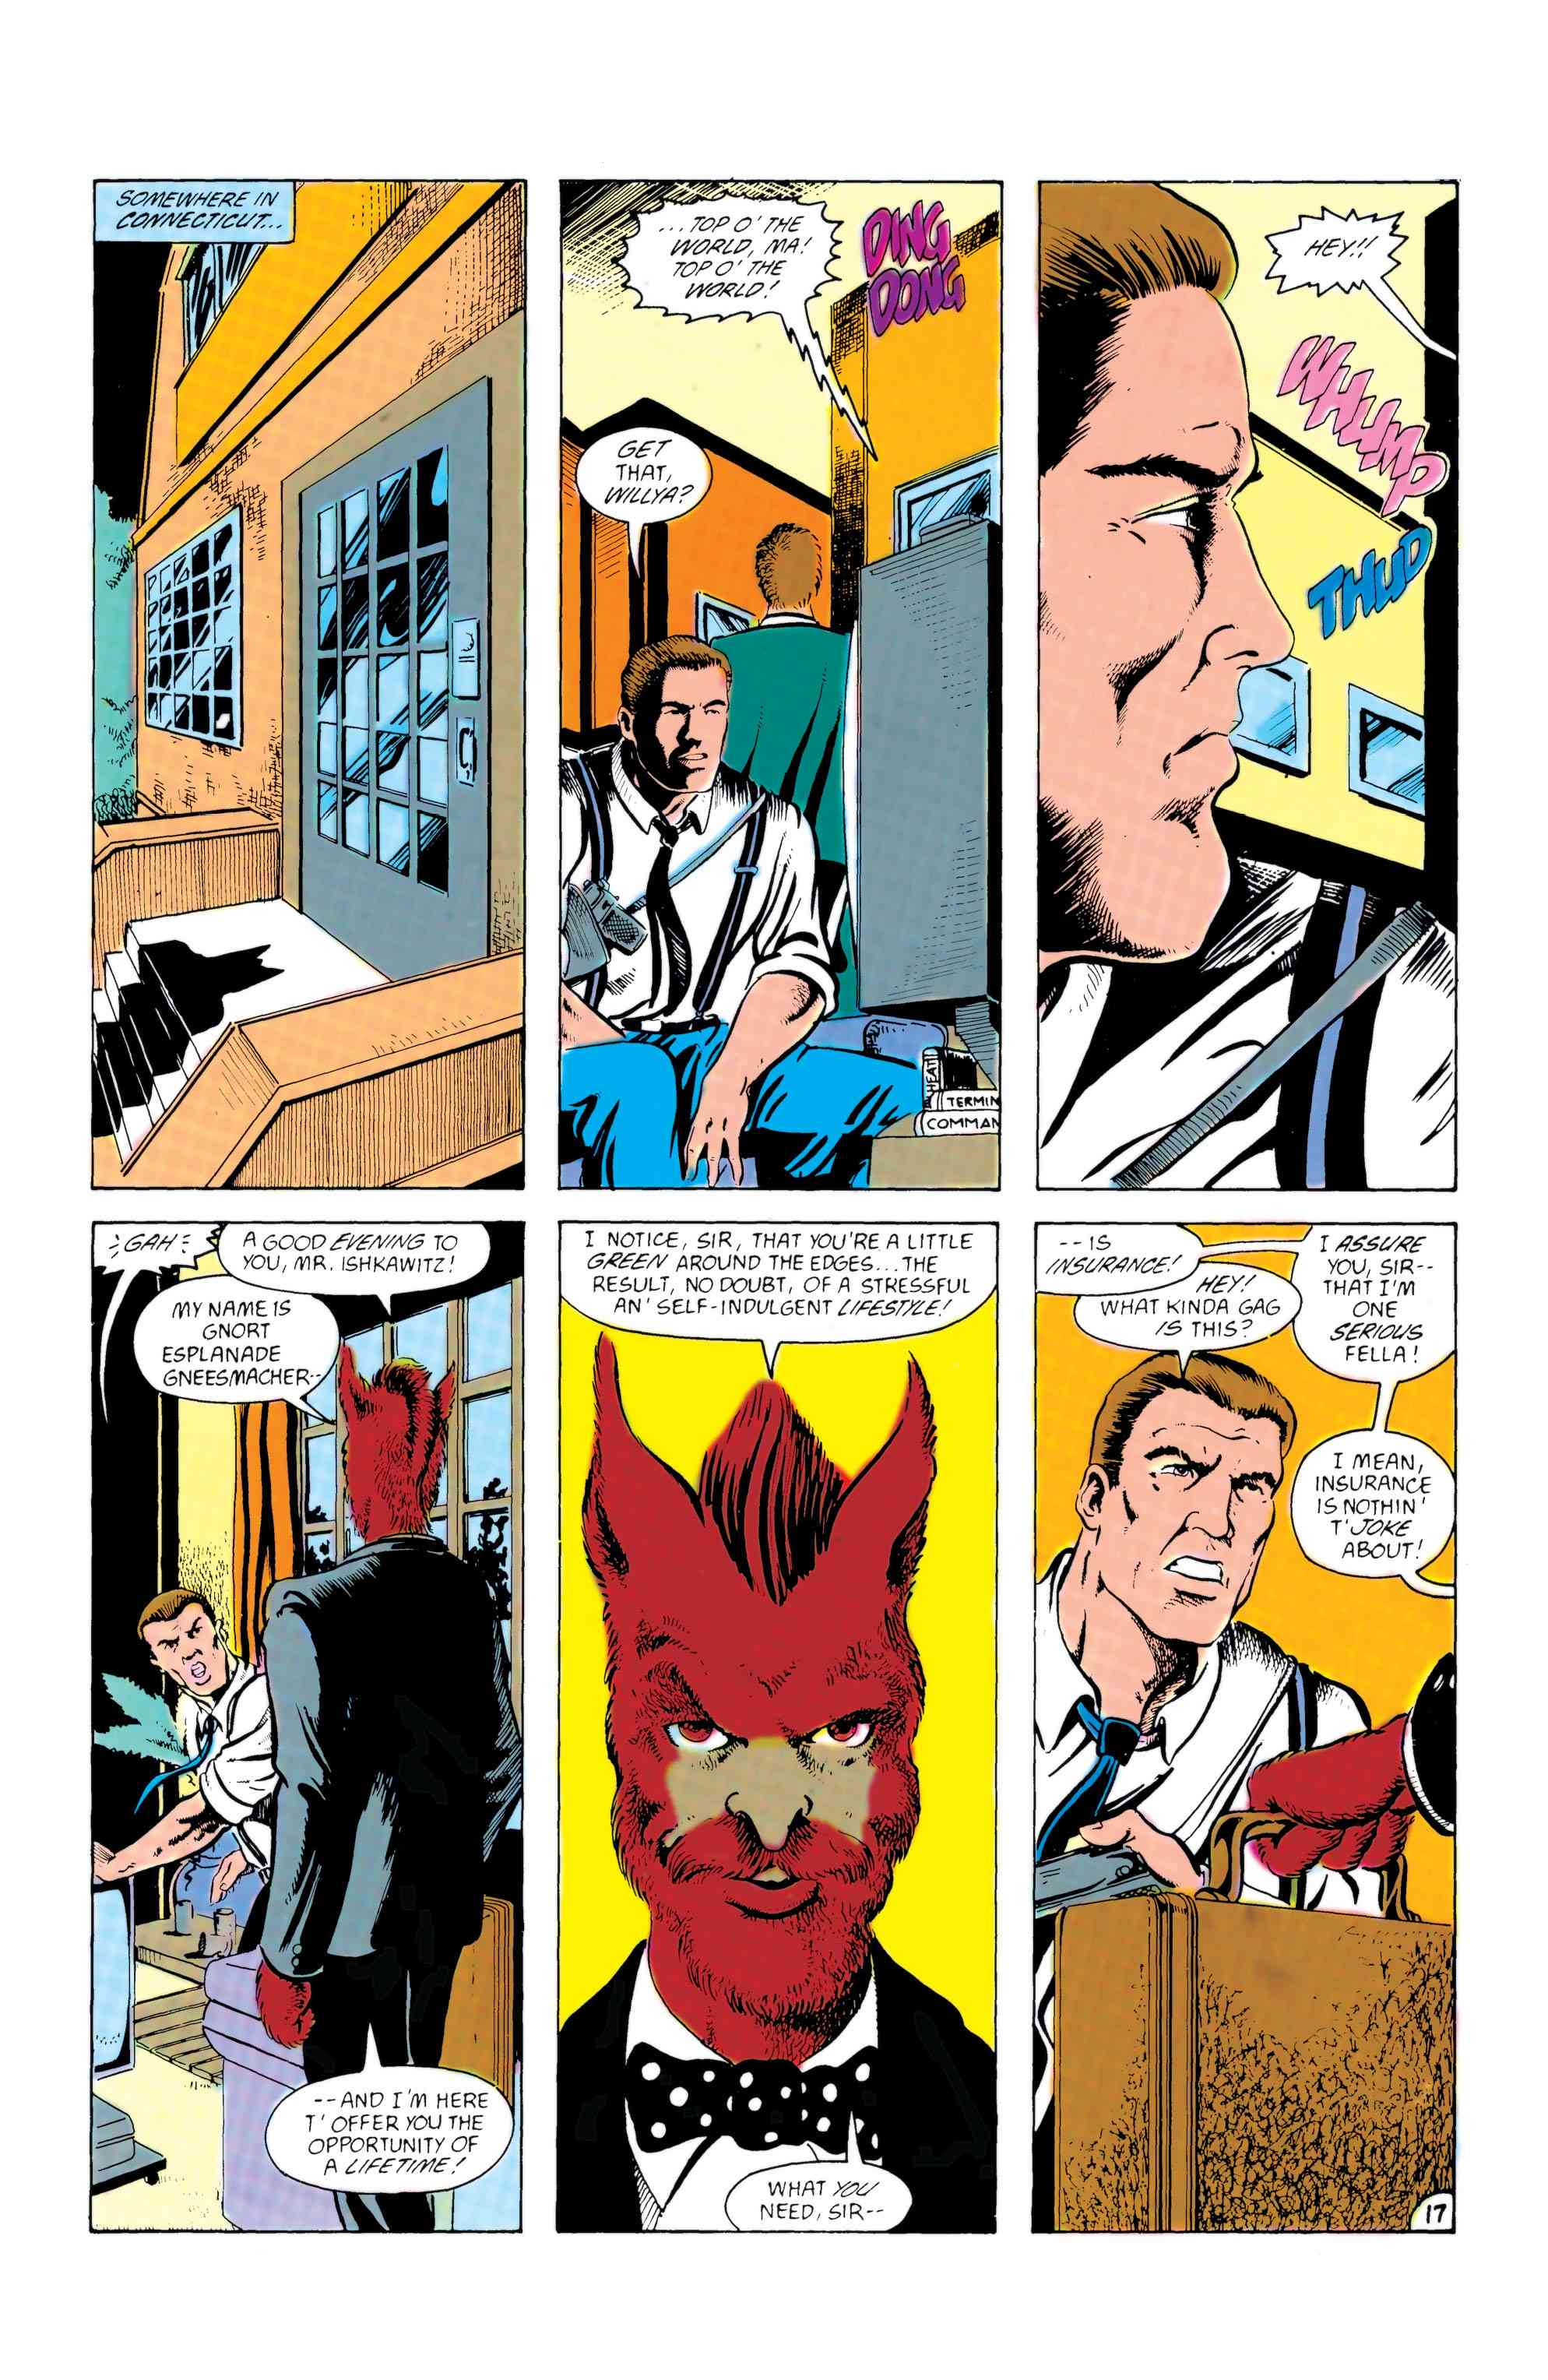 SOMEWHERE IN
CONNECTICUT...
...TOP O' THE
WORLD, MA!
TOP O' THE
WORLD!
DING
DONG
GET
THAT,
WILLYA?
HEAT
TERMIN
COMMAN
HEY!!
WHUMP
THUD
GAH
A GOOD EVENING TO
YOU, MR. ISHKAWITZ!
MY NAME IS
GNORT
ESPLANADE
GNEESMACHER--
--AND I'M HERE
T' OFFER YOU THE
OPPORTUNITY OF
A LIFETIME!
I NOTICE, SIR, THAT YOU'RE A LITTLE
GREEN AROUND THE EDGES...THE
RESULT, NO DOUBT, OF A STRESSFUL
AN' SELF-INDULGENT LIFESTYLE!
WHAT YOU
NEED, SIR--
--IS
INSURANCE!
HEY!
WHAT KINDA GAG
IS THIS?
I ASSURE
YOU, SIR--
THAT I'M
ONE
SERIOUS
FELLA!
I MEAN,
INSURANCE
IS NOTHIN'
T' JOKE
ABOUT!
17